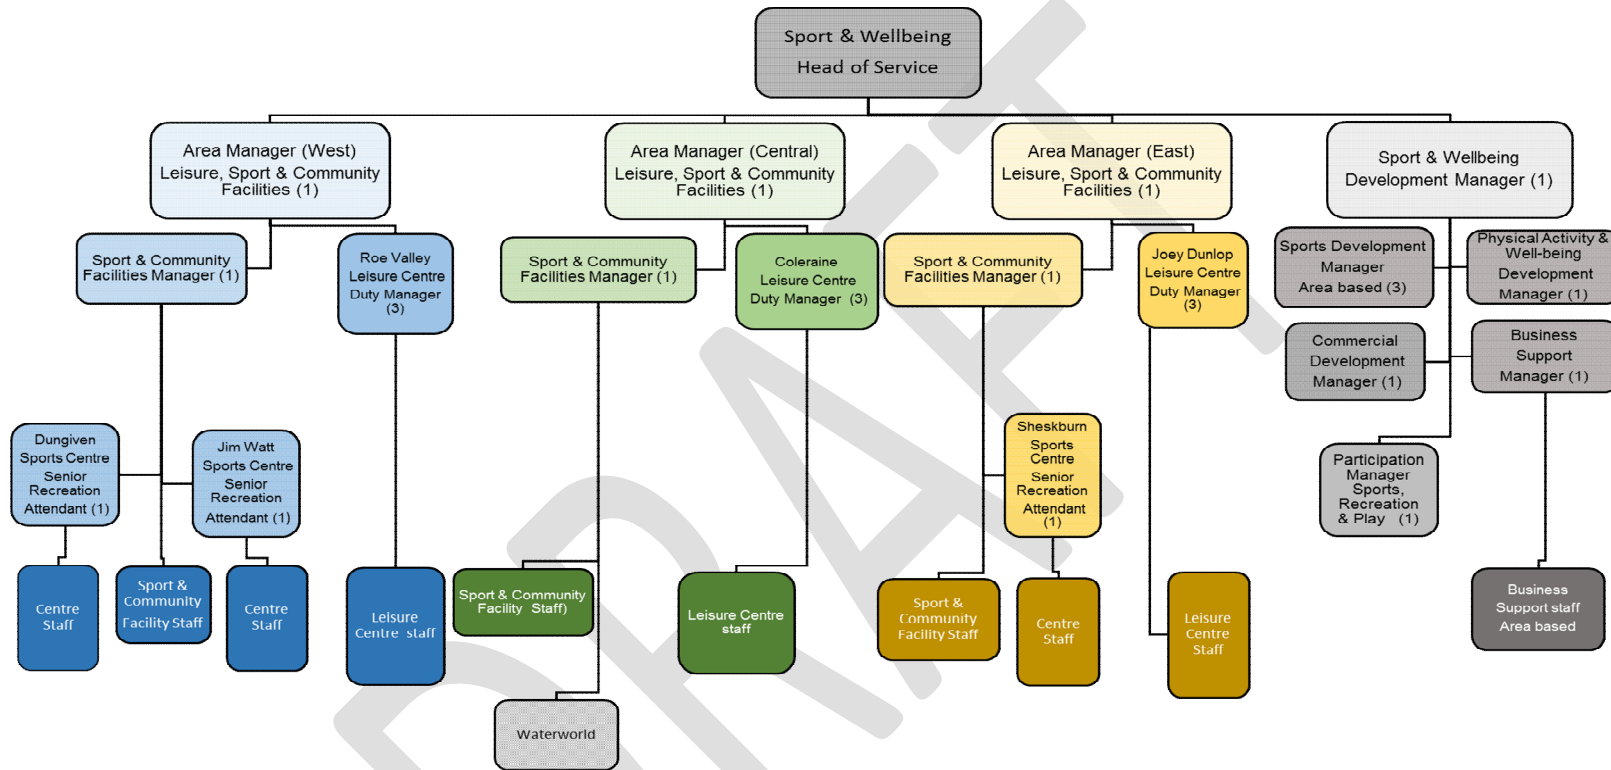 Sport & Wellbeing
Head of Service
Area Manager (West)
Leisure, Sport & Community
Facilities (1)
Area Manager (Central)
Leisure, Sport & Community
Facilities (1)
Area Manager (East)
Leisure, Sport & Community
Facilities (1)
Sport & Wellbeing
Development Manager (1)
Sport & Community
Facilities Manager (1)
Roe Valley
Leisure Centre
Duty Manager
(3)
Sport & Community
Facilities Manager (1)
Coleraine
Leisure Centre
Duty Manager (3)
Sport & Community
Facilities Manager (1)
Joey Dunlop
Leisure Centre
Duty Manager
(3)
Sports Development
Manager
Area based (3)
Physical Activity &
Well-being
Development
Manager (1)
Commercial
Development
Manager (1)
Business
Support
Manager (1)
Dungiven
Sports Centre
Senior
Recreation
Attendant (1)
Jim Watt
Sports Centre
Senior
Recreation
Attendant (1)
Sheskburn
Sports
Centre
Senior
Recreation
Attendant
(1)
Participation
Manager
Sports,
Recreation
& Play (1)
Centre
Staff
Sport &
Community
Facility Staff
Centre
Staff
Leisure
Centre staff
Sport & Community
Facility Staff)
Leisure Centre
staff
Sport &
Community
Facility Staff
Centre
Staff
Leisure
Centre
Staff
Business
Support staff
Area based
Waterworld
DRAFT